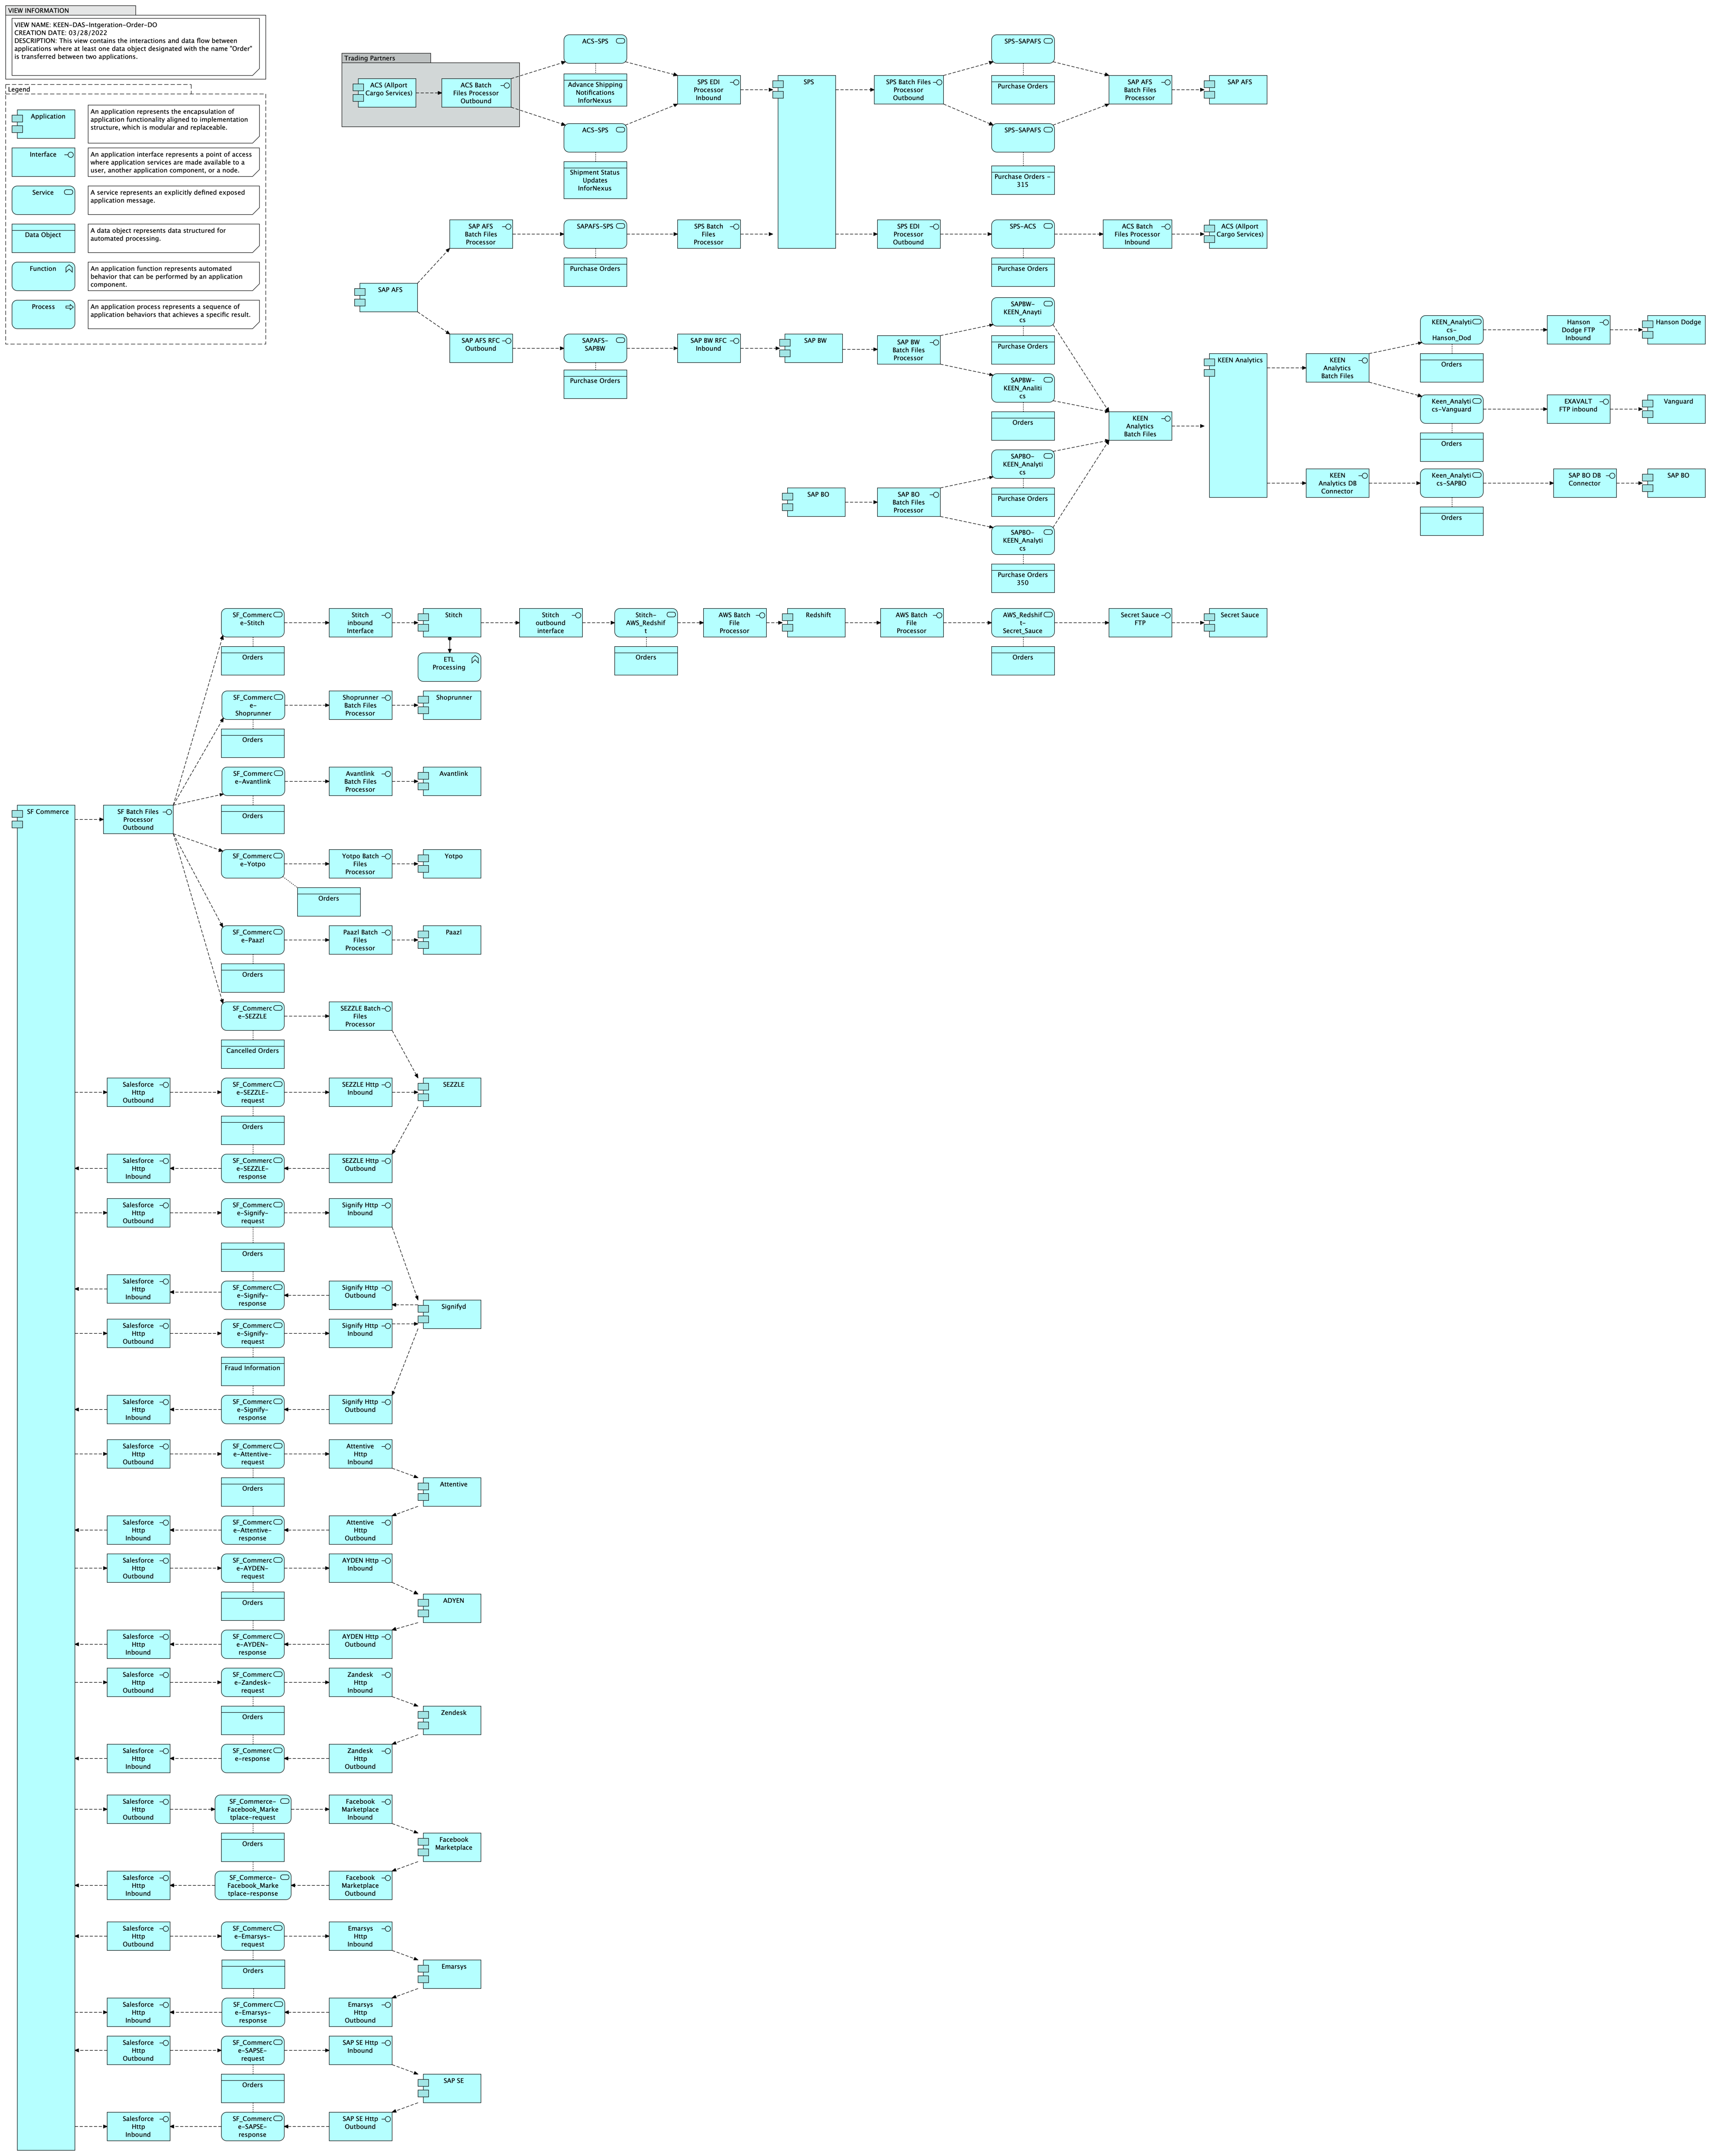 VIEW INFORMATION
VIEW NAME: KEEN-DAS-Intgeration-Order-DO
CREATION DATE: 03/28/2022
DESCRIPTION: This view contains the interactions and data flow between
applications where at least one data object designated with the name "Order"
is transferred between two applications.
Legend
Application
An application represents the encapsulation of
application functionality aligned to implementation
structure, which is modular and replaceable.
Interface
An application interface represents a point of access
where application services are made available to a
user, another application component, or a node.
Service
A service represents an explicitly defined exposed
application message.
Data Object
A data object represents data structured for
automated processing.
Function
An application function represents automated
behavior that can be performed by an application
component.
Process
An application process represents a sequence of
application behaviors that achieves a specific result.
Trading Partners
ACS (Allport
Cargo Services)
ACS Batch
Files Processor
Outbound
ACS-SPS
Advance Shipping
Notifications
InforNexus
ACS-SPS
Shipment Status
Updates
InforNexus
SPS EDI
Processor
Inbound
SPS
SPS Batch Files
Processor
Outbound
SPS-SAPAFS
Purchase Orders
SPS-SAPAFS
Purchase Orders -
315
SAP AFS
Batch Files
Processor
SAP AFS
SAP AFS
SAP AFS
Batch Files
Processor
SAPAFS-SPS
Purchase Orders
SPS Batch
Files
Processor
SPS EDI
Processor
Outbound
SPS-ACS
Purchase Orders
ACS Batch
Files Processor
Inbound
ACS (Allport
Cargo Services)
SAP AFS RFC
Outbound
SAPAFS-
SAPBW
Purchase Orders
SAP BW RFC
Inbound
SAP BW
SAP BW
Batch Files
Processor
SAPBW-
KEEN_Anayti
cs
Purchase Orders
SAPBW-
KEEN_Analiti
cs
Orders
SAP BO
SAP BO
Batch Files
Processor
SAPBO-
KEEN_Analyti
cs
Purchase Orders
SAPBO-
KEEN_Analyti
cs
Purchase Orders
350
KEEN
Analytics
Batch Files
KEEN Analytics
KEEN
Analytics
Batch Files
KEEN_Analyti
cs-
Hanson_Dod
Orders
Hanson
Dodge FTP
Inbound
Hanson Dodge
Keen_Analyti
cs-Vanguard
Orders
EXAVALT
FTP inbound
Vanguard
KEEN
Analytics DB
Connector
Keen_Analyti
cs-SAPBO
Orders
SAP BO DB
Connector
SAP BO
SF Commerce
SF Batch Files
Processor
Outbound
SF_Commerc
e-Stitch
Orders
Stitch
inbound
Interface
Stitch
ETL
Processing
Stitch
outbound
interface
Stitch-
AWS_Redshif
t
Orders
AWS Batch
File
Processor
Redshift
AWS Batch
File
Processor
AWS_Redshif
t-
Secret_Sauce
Orders
Secret Sauce
FTP
Secret Sauce
SF_Commerc
e-
Shoprunner
Orders
Shoprunner
Batch Files
Processor
Shoprunner
SF_Commerc
e-Avantlink
Orders
Avantlink
Batch Files
Processor
Avantlink
SF_Commerc
e-Yotpo
Orders
Yotpo Batch
Files
Processor
Yotpo
SF_Commerc
e-Paazl
Orders
Paazl Batch
Files
Processor
Paazl
SF_Commerc
e-SEZZLE
Cancelled Orders
SEZZLE Batch
Files
Processor
SEZZLE
Salesforce
Http
Outbound
SF_Commerc
e-SEZZLE-
request
Orders
SEZZLE Http
Inbound
Salesforce
Http
Inbound
SF_Commerc
e-SEZZLE-
response
SEZZLE Http
Outbound
Salesforce
Http
Outbound
SF_Commerc
e-Signify-
request
Orders
Signify Http
Inbound
Salesforce
Http
Inbound
SF_Commerc
e-Signify-
response
Signify Http
Outbound
Signifyd
Salesforce
Http
Outbound
SF_Commerc
e-Signify-
request
Fraud Information
Signify Http
Inbound
Salesforce
Http
Inbound
SF_Commerc
e-Signify-
response
Signify Http
Outbound
Salesforce
Http
Outbound
SF_Commerc
e-Attentive-
request
Orders
Attentive
Http
Inbound
Attentive
Salesforce
Http
Inbound
SF_Commerc
e-Attentive-
response
Attentive
Http
Outbound
Salesforce
Http
Outbound
SF_Commerc
e-AYDEN-
request
Orders
AYDEN Http
Inbound
ADYEN
Salesforce
Http
Inbound
SF_Commerc
e-AYDEN-
response
AYDEN Http
Outbound
Salesforce
Http
Outbound
SF_Commerc
e-Zandesk-
request
Orders
Zandesk
Http
Inbound
Zendesk
Salesforce
Http
Inbound
SF_Commerc
e-response
Zandesk
Http
Outbound
Salesforce
Http
Outbound
SF_Commerce-
Facebook_Marke
tplace-request
Orders
Facebook
Marketplace
Inbound
Facebook
Marketplace
Salesforce
Http
Inbound
SF_Commerce-
Facebook_Marke
tplace-response
Facebook
Marketplace
Outbound
Salesforce
Http
Outbound
SF_Commerc
e-Emarsys-
request
Orders
Emarsys
Http
Inbound
Emarsys
Salesforce
Http
Inbound
SF_Commerc
e-Emarsys-
response
Emarsys
Http
Outbound
Salesforce
Http
Outbound
SF_Commerc
e-SAPSE-
request
Orders
SAP SE Http
Inbound
SAP SE
Salesforce
Http
Inbound
SF_Commerc
e-SAPSE-
response
SAP SE Http
Outbound